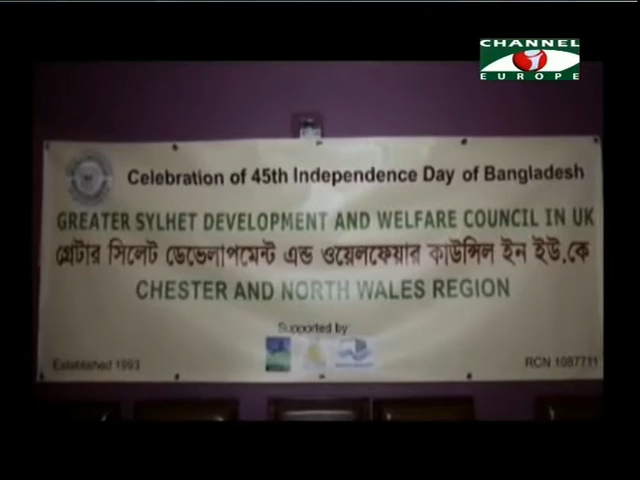 CHANNEL
i
EUROPE
Celebration of 45th Independence Day of Bangladesh
GREATER SYLHET DEVELOPMENT AND WELFARE COUNCIL IN UK
গ্রেটার সিলেট ডেভেলাপমেন্ট এন্ড ওয়েলফেয়ার কাউন্সিল ইন ইউ.কে
CHESTER AND NORTH WALES REGION
Supported by
Established 1993
RCN 1087711